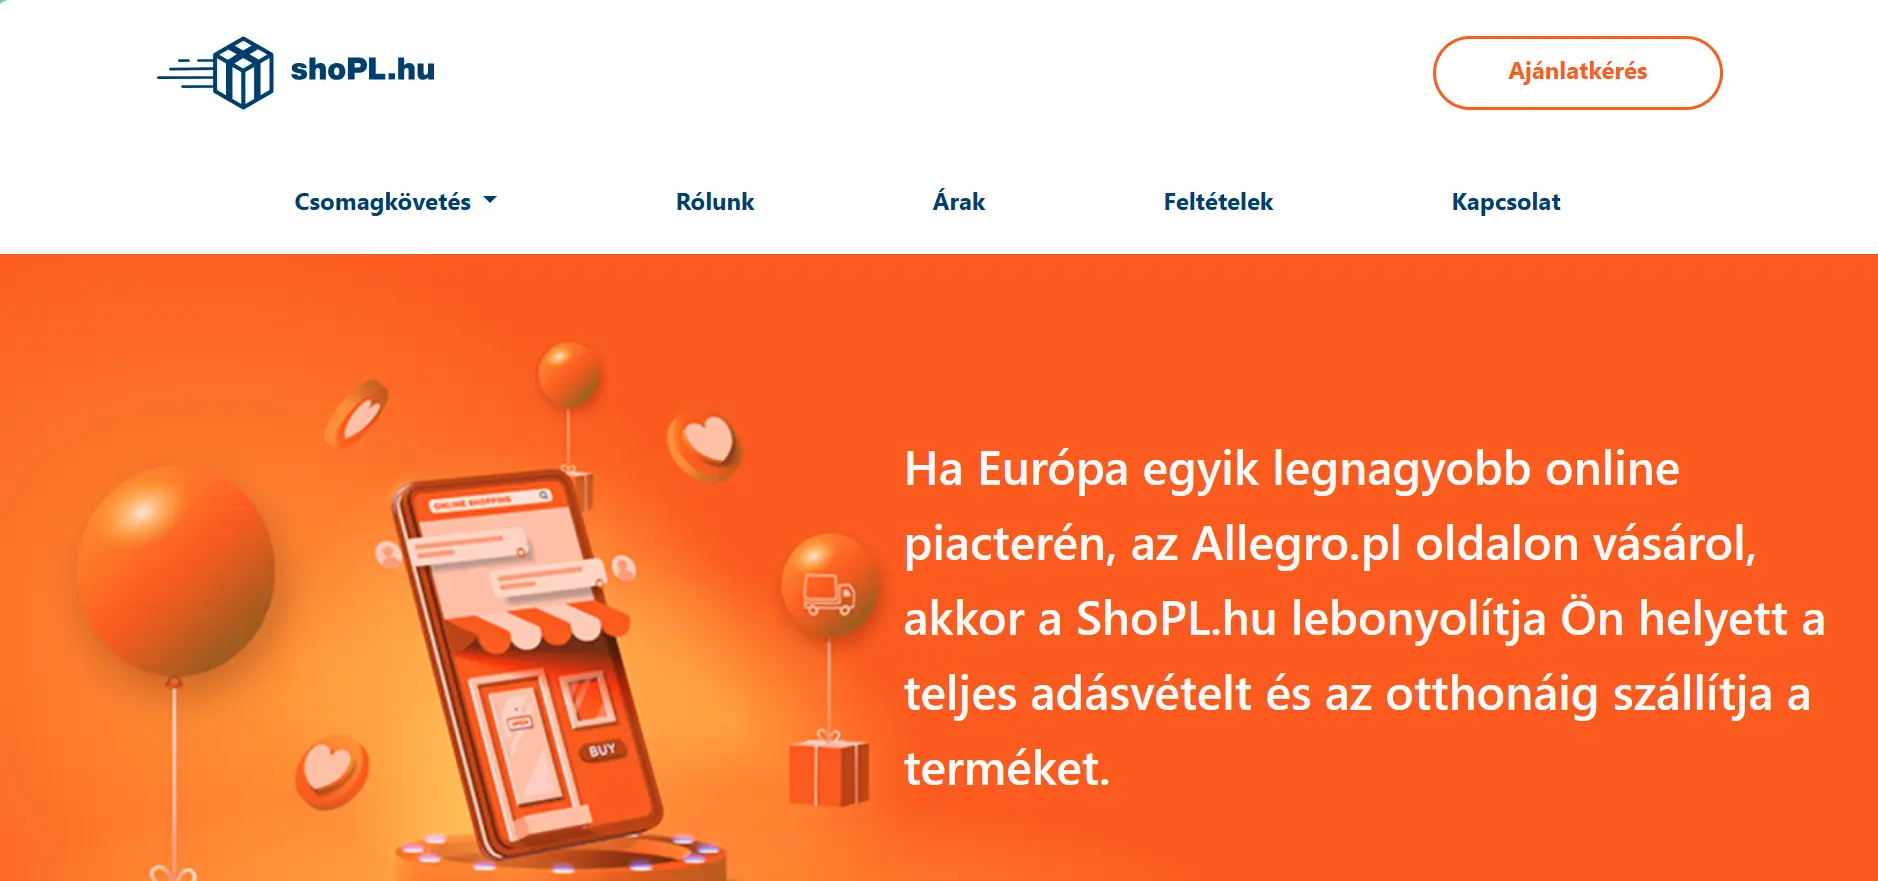 shoPL.hu
Ajánlatkérés
Csomagkövetés
Rólunk
Árak
Feltételek
Kapcsolat
ONLINE SHOPPING
OPEN
BUY
Ha Európa egyik legnagyobb online
piacterén, az Allegro.pl oldalon vásárol,
akkor a ShoPL.hu lebonyolítja Ön helyett a
teljes adásvételt és az otthonáig szállítja a
terméket.